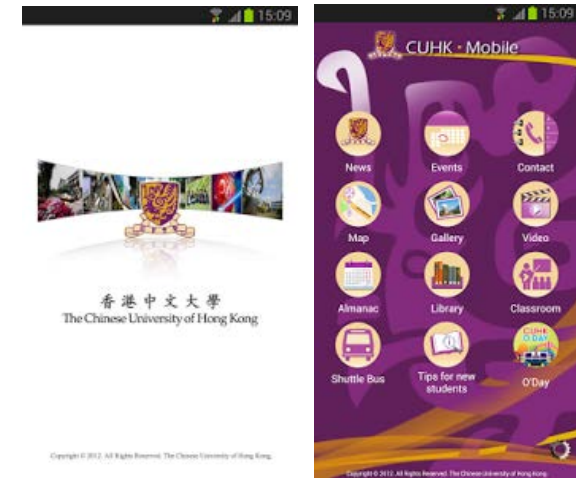 15:09
香港中文大學
The Chinese University of Hong Kong
Copyright © 2012. All Rights Reserved. The Chinese University of Hong Kong.
15:09
CUHK · Mobile
News
Events
Contact
Map
Gallery
Video
Almanac
Library
Classroom
CUHK
O'DAY
Shuttle Bus
Tips for new
students
O'Day
Copyright © 2012. All Rights Reserved. The Chinese University of Hong Kong.